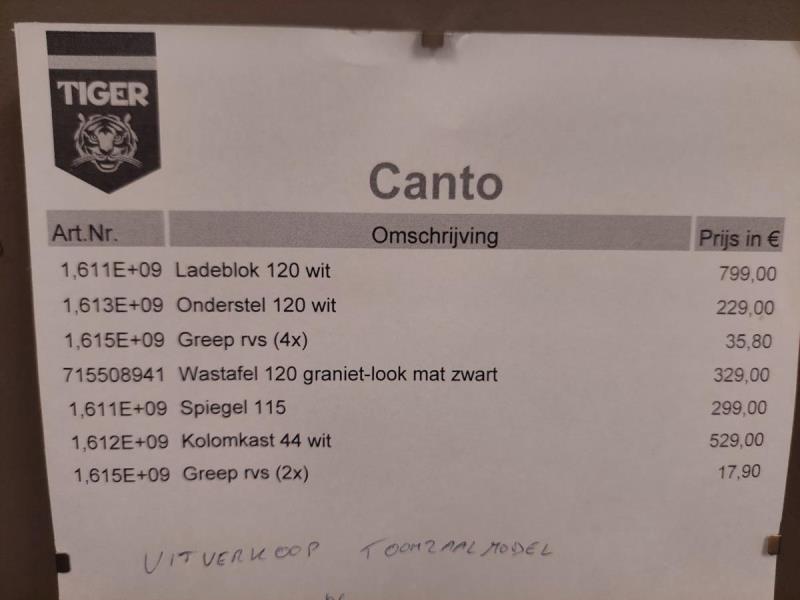 TIGER
Canto
Art.Nr. Omschrijving Prijs in €
1,611E+09 Ladeblok 120 wit 799,00
1,613E+09 Onderstel 120 wit 229,00
1,615E+09 Greep rvs (4x) 35,80
715508941 Wastafel 120 graniet-look mat zwart 329,00
1,611E+09 Spiegel 115 299,00
1,612E+09 Kolomkast 44 wit 529,00
1,615E+09 Greep rvs (2x) 17,90
UITVERKOOP TOONZAALMODEL